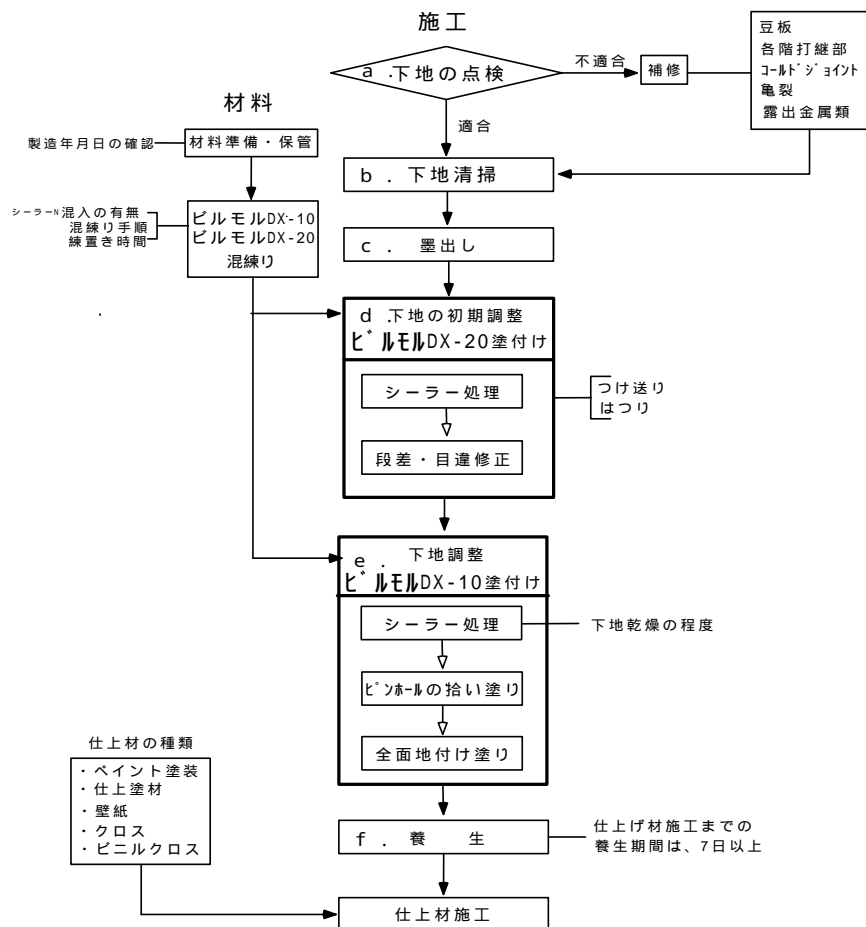 施工
a .下地の点検
不適合
補修
豆板
各階打継部
ｺｰﾙﾄﾞｼﾞｮｲﾝﾄ
亀裂
露出金属類
適合
材料
製造年月日の確認
材料準備・保管
b . 下地清掃
シーラーN混入の有無
混練り手順
練置き時間
ビルモルDX-10
ビルモルDX-20
混練り
c . 墨出し
d .下地の初期調整
ﾋﾞﾙﾓﾙDX-20塗付け
シーラー処理
段差・目違修正
つけ送り
はつり
e . 下地調整
ﾋﾞﾙﾓﾙDX-10塗付け
シーラー処理
下地乾燥の程度
ﾋﾟﾝﾎｰﾙの拾い塗り
全面地付け塗り
仕上材の種類
・ペイント塗装
・仕上塗材
・壁紙
・クロス
・ビニルクロス
f . 養　生
仕上げ材施工までの
養生期間は、7日以上
仕上材施工